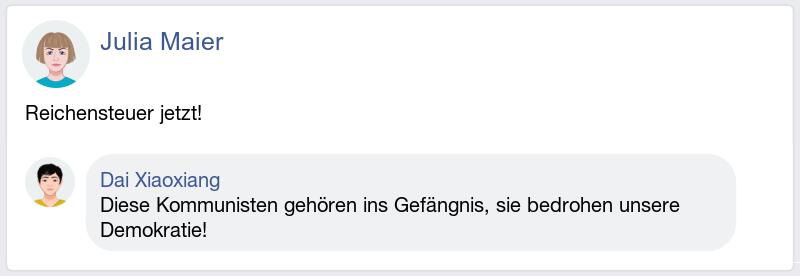 Julia Maier
Reichensteuer jetzt!
Dai Xiaoxiang
Diese Kommunisten gehören ins Gefängnis, sie bedrohen unsere
Demokratie!